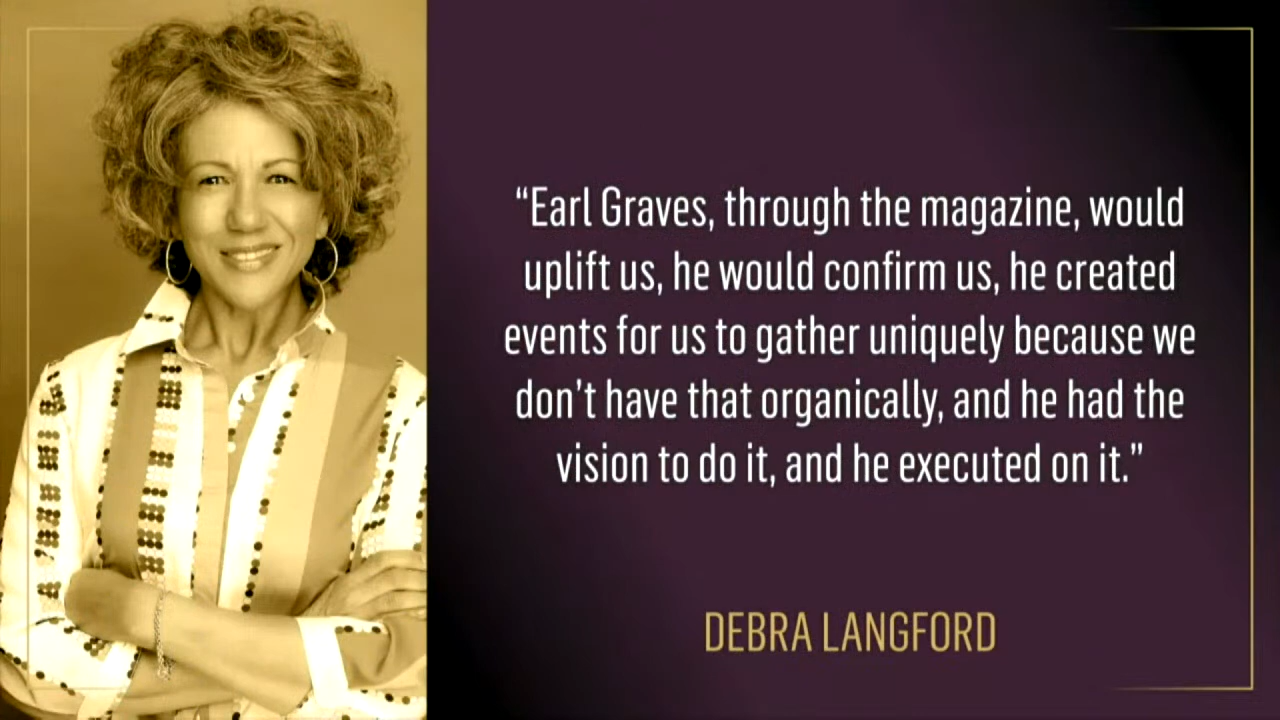 “Earl Graves, through the magazine, would
uplift us, he would confirm us, he created
events for us to gather uniquely because we
don’t have that organically, and he had the
vision to do it, and he executed on it.”
DEBRA LANGFORD